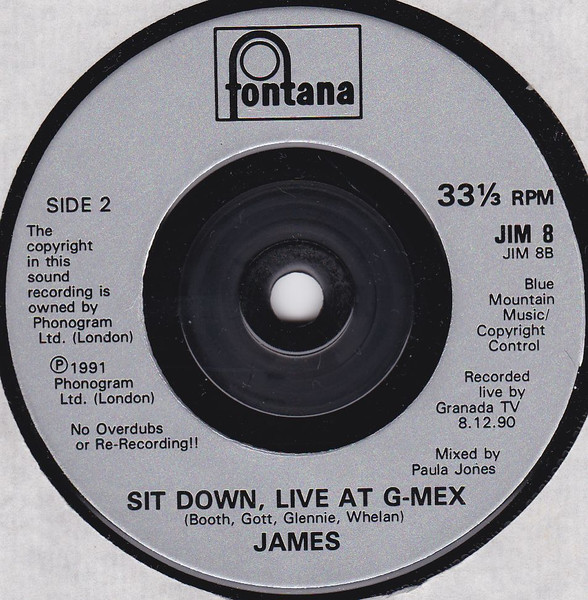 fontana
SIDE 2
33⅓ RPM
The
copyright
in this
sound
recording is
owned by
Phonogram
Ltd. (London)
℗1991
Phonogram
Ltd. (London)
No Overdubs
or Re-Recording!!
JIM 8
JIM 8B
Blue
Mountain
Music/
Copyright
Control
Recorded
live by
Granada TV
8.12.90
Mixed by
Paula Jones
SIT DOWN, LIVE AT G-MEX
(Booth, Gott, Glennie, Whelan)
JAMES